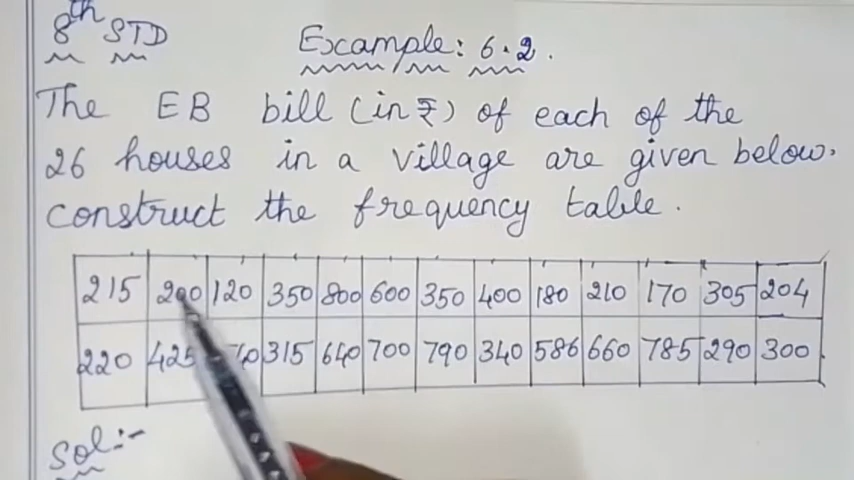 8th STD
Example: 6.2.
The EB bill (in ₹) of each of the
26 houses in a village are given below.
construct the frequency table.
215 200 120 350 800 600 350 400 180 210 170 305 204
220 425 315 640 700 790 340 586 660 785 290 300
Sol:-